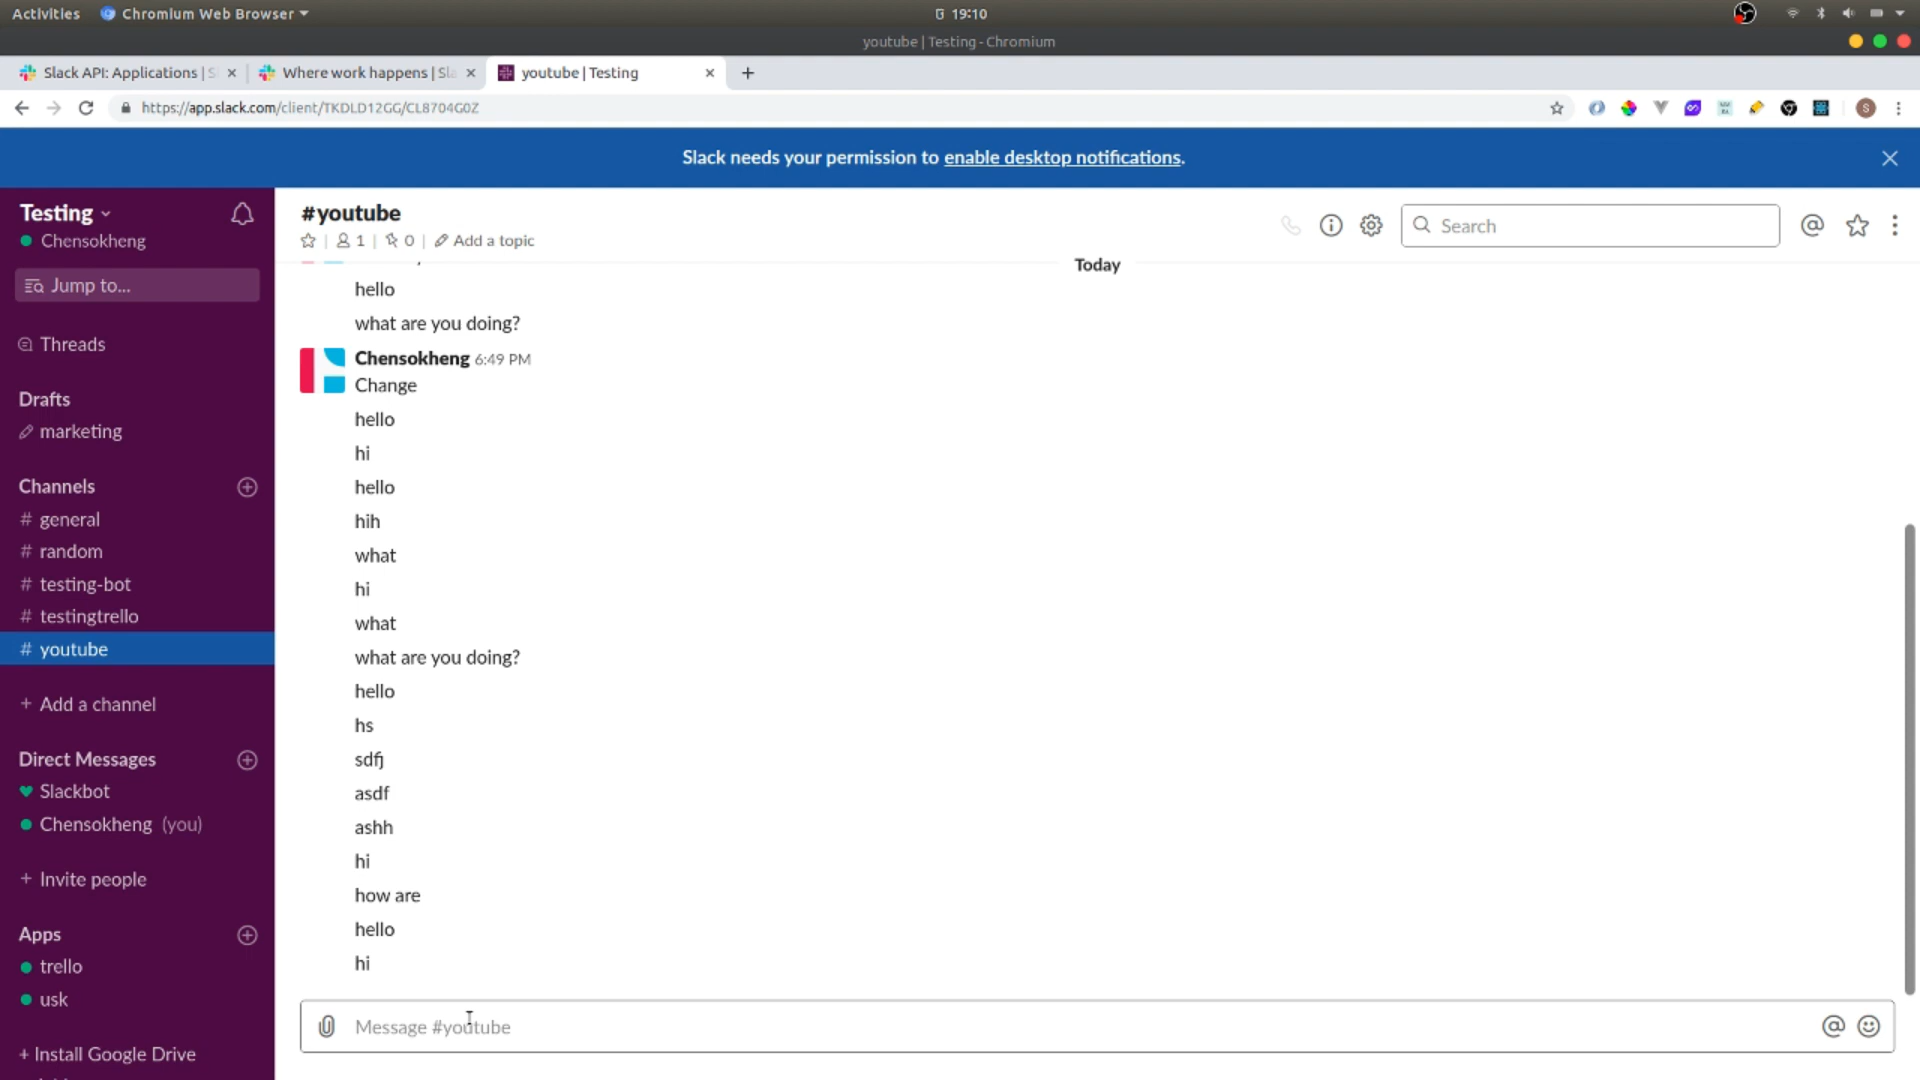 Activities
Chromium Web Browser
19:10
youtube | Testing - Chromium
Slack API: Applications | S
Where work happens | Sla
youtube | Testing
https://app.slack.com/client/TKDLD12GG/CL8704G0Z
Slack needs your permission to enable desktop notifications.
Testing
Chensokheng
Jump to...
Threads
Drafts
marketing
Channels
# general
# random
# testing-bot
# testingtrello
# youtube
+ Add a channel
Direct Messages
Slackbot
Chensokheng (you)
+ Invite people
Apps
trello
usk
+ Install Google Drive
#youtube
1 | 0 | Add a topic
Search
Today
hello
what are you doing?
Chensokheng 6:49 PM
Change
hello
hi
hello
hih
what
hi
what
what are you doing?
hello
hs
sdfj
asdf
ashh
hi
how are
hello
hi
Message #youtube